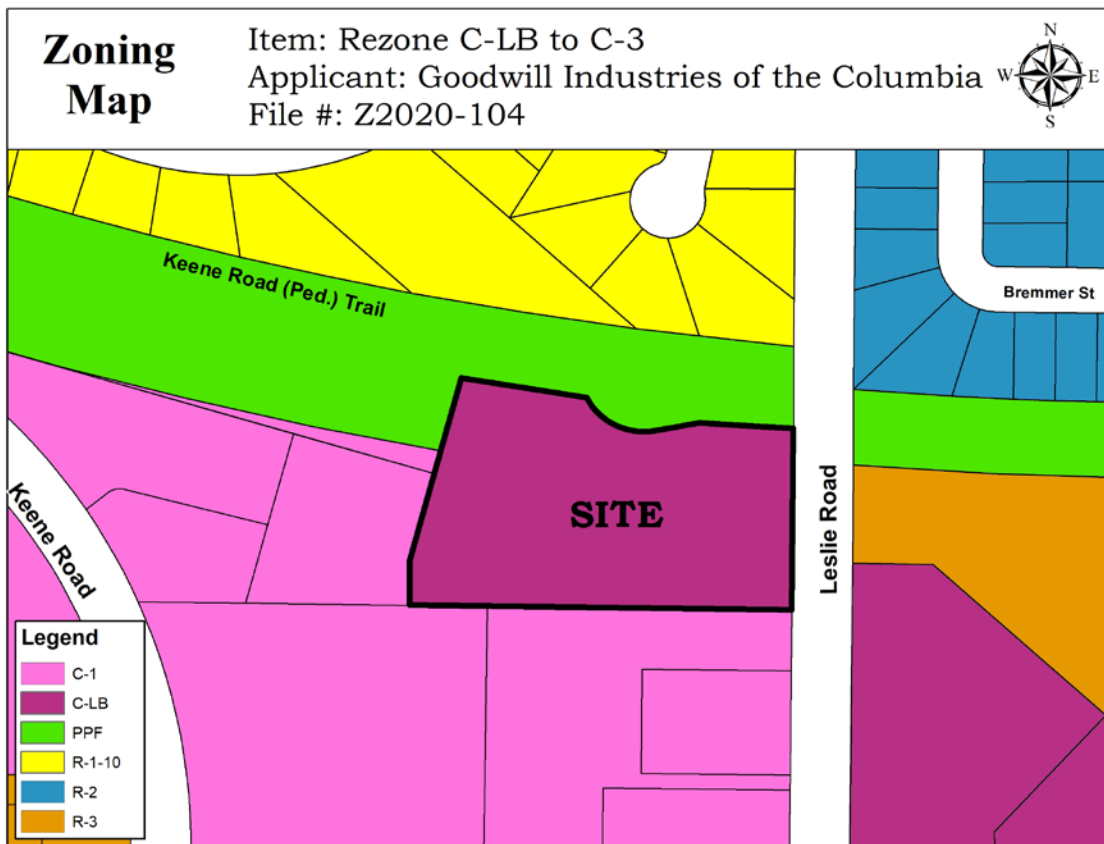 Zoning
Map
Item: Rezone C-LB to C-3
Applicant: Goodwill Industries of the Columbia
File #: Z2020-104
N
W
E
S
Keene Road (Ped.) Trail
Bremmer St
SITE
Leslie Road
Keene Road
Legend
C-1
C-LB
PPF
R-1-10
R-2
R-3